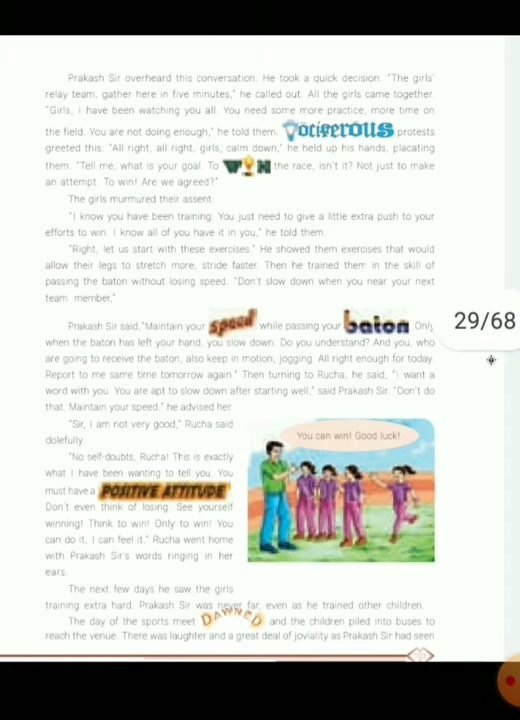 Prakash Sir overheard this conversation. He took a quick decision. "The girls'
relay team, gather here in five minutes," he called out. All the girls came together.
"Girls, I have been watching you all. You need some more practice, more time on
the field. You are not doing enough," he told them. Vociferous protests
greeted this. "All right, all right, girls, calm down," he held up his hands, placating
them. "Tell me, what is your goal. To WIN the race, isn't it? Not just to make
an attempt. To win! Are we agreed?"
The girls murmured their assent.
"I know you have been training. You just need to give a little extra push to your
efforts to win. I know all of you have it in you," he told them.
"Right, let us start with these exercises." He showed them exercises that would
allow their legs to stretch more, stride faster. Then he trained them in the skill of
passing the baton without losing speed. "Don't slow down when you near your next
team member,"
Prakash Sir said,"Maintain your speed while passing your baton Only
when the baton has left your hand, you slow down. Do you understand? And you, who
are going to receive the baton, also keep in motion, jogging. All right enough for today.
Report to me same time tomorrow again." Then turning to Rucha, he said, "I want a
word with you. You are apt to slow down after starting well," said Prakash Sir. "Don't do
that. Maintain your speed," he advised her.
"Sir, I am not very good," Rucha said
dolefully.
"No self-doubts, Rucha! This is exactly
what I have been wanting to tell you. You
must have a POSITIVE ATTITUDE
Don't even think of losing. See yourself
winning! Think to win! Only to win! You
can do it, I can feel it." Rucha went home
with Prakash Sir's words ringing in her
ears.
You can win! Good luck!
The next few days he saw the girls
training extra hard. Prakash Sir was never far, even as he trained other children.
The day of the sports meet DAWNED and the children piled into buses to
reach the venue. There was laughter and a great deal of joviality as Prakash Sir had seen
29/68